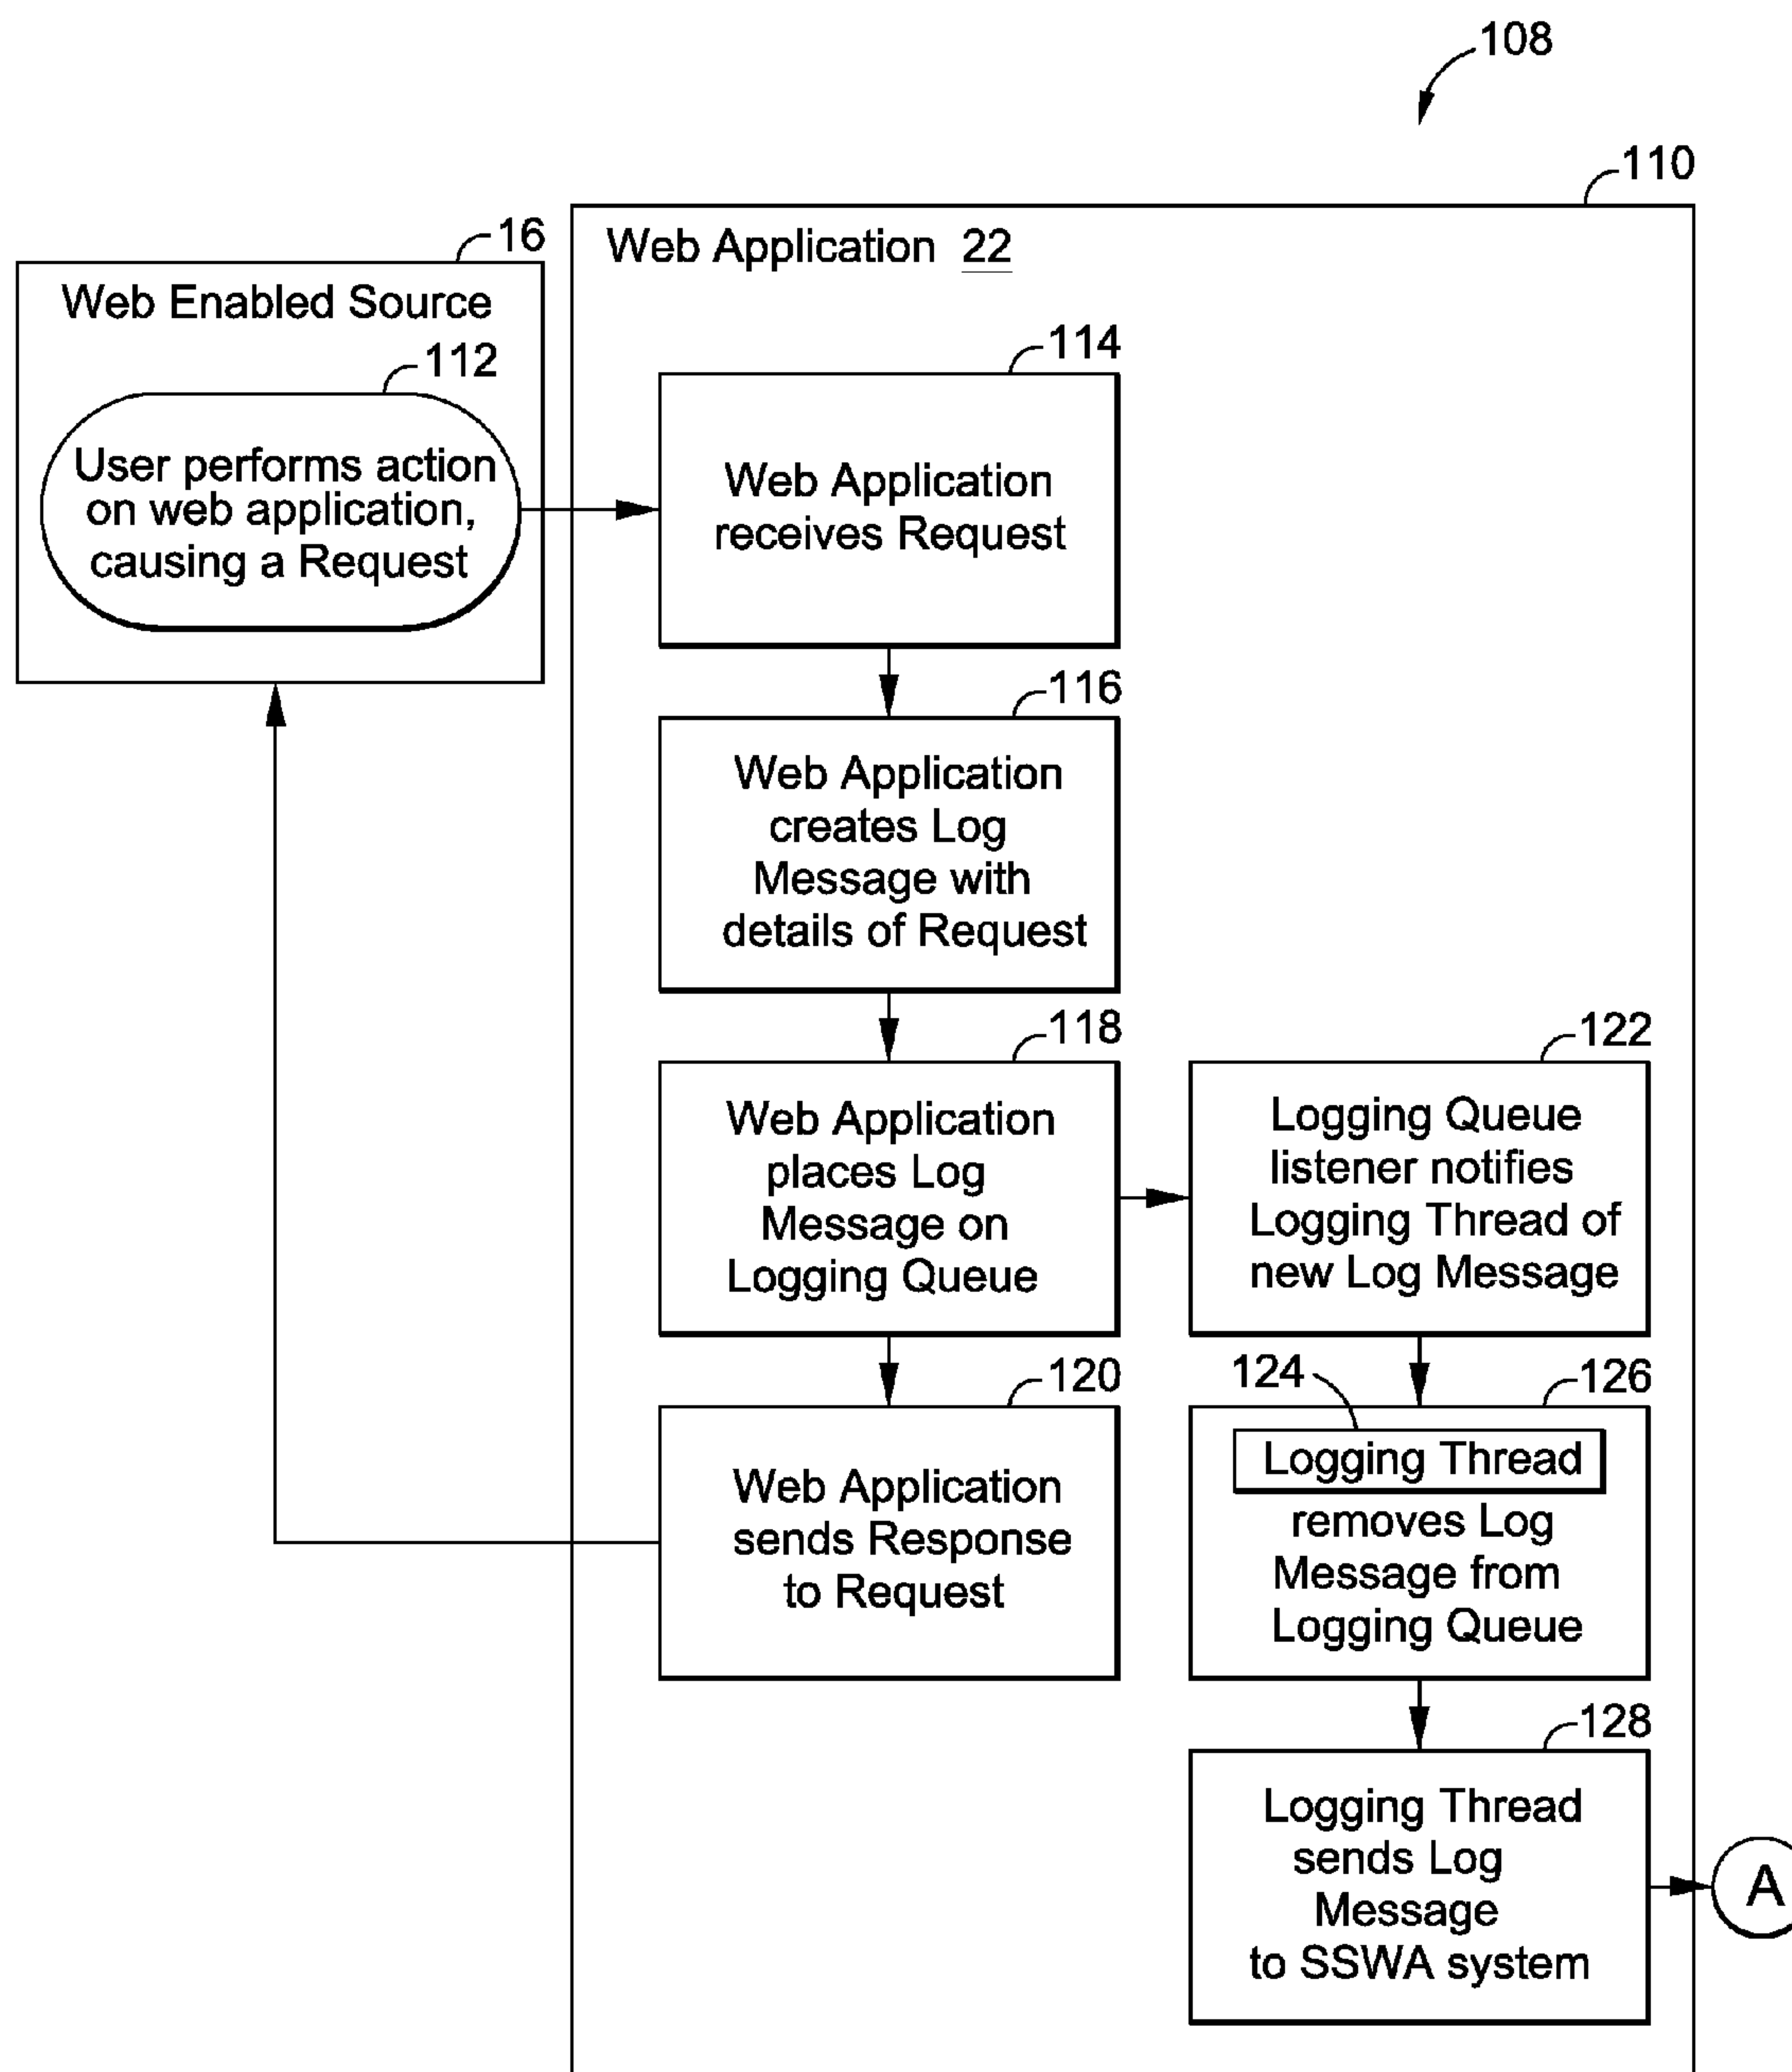 108
110
16
Web Application 22
Web Enabled Source
112
User performs action
on web application,
causing a Request
114
Web Application
receives Request
116
Web Application
creates Log
Message with
details of Request
118
Web Application
places Log
Message on
Logging Queue
122
Logging Queue
listener notifies
Logging Thread of
new Log Message
120
Web Application
sends Response
to Request
124
126
Logging Thread
removes Log
Message from
Logging Queue
128
Logging Thread
sends Log
Message
to SSWA system
A